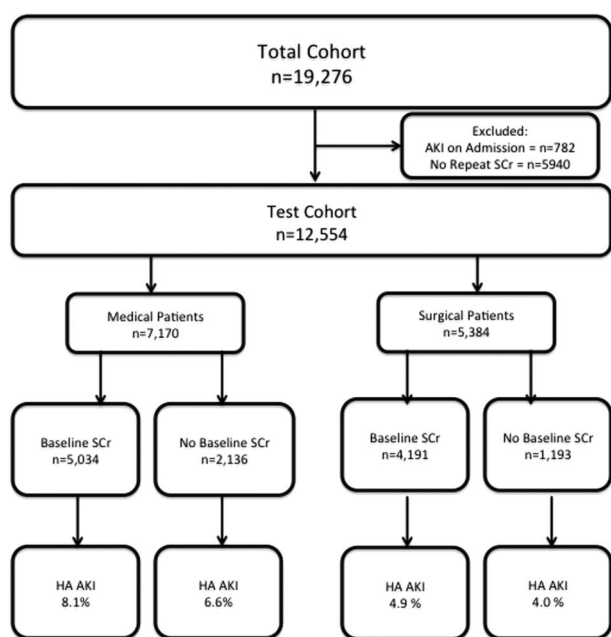 Total Cohort
n=19,276
Excluded:
AKI on Admission = n=782
No Repeat SCr = n=5940
Test Cohort
n=12,554
Medical Patients
n=7,170
Surgical Patients
n=5,384
Baseline SCr
n=5,034
No Baseline SCr
n=2,136
Baseline SCr
n=4,191
No Baseline SCr
n=1,193
HA AKI
8.1%
HA AKI
6.6%
HA AKI
4.9 %
HA AKI
4.0 %